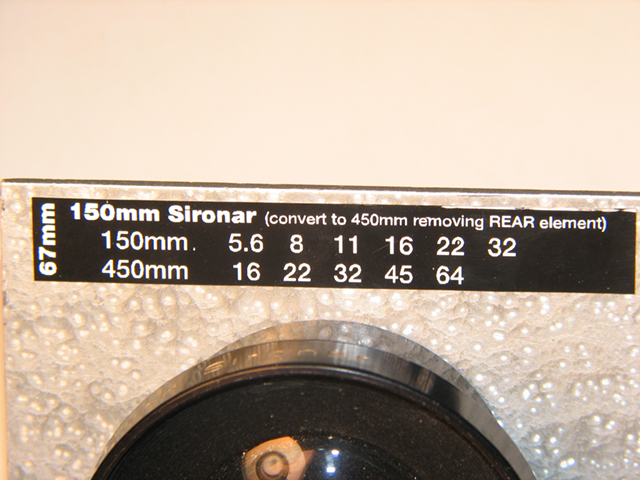 67mm
150mm Sironar (convert to 450mm removing REAR element)
150mm 5.6 8 11 16 22 32
450mm 16 22 32 45 64